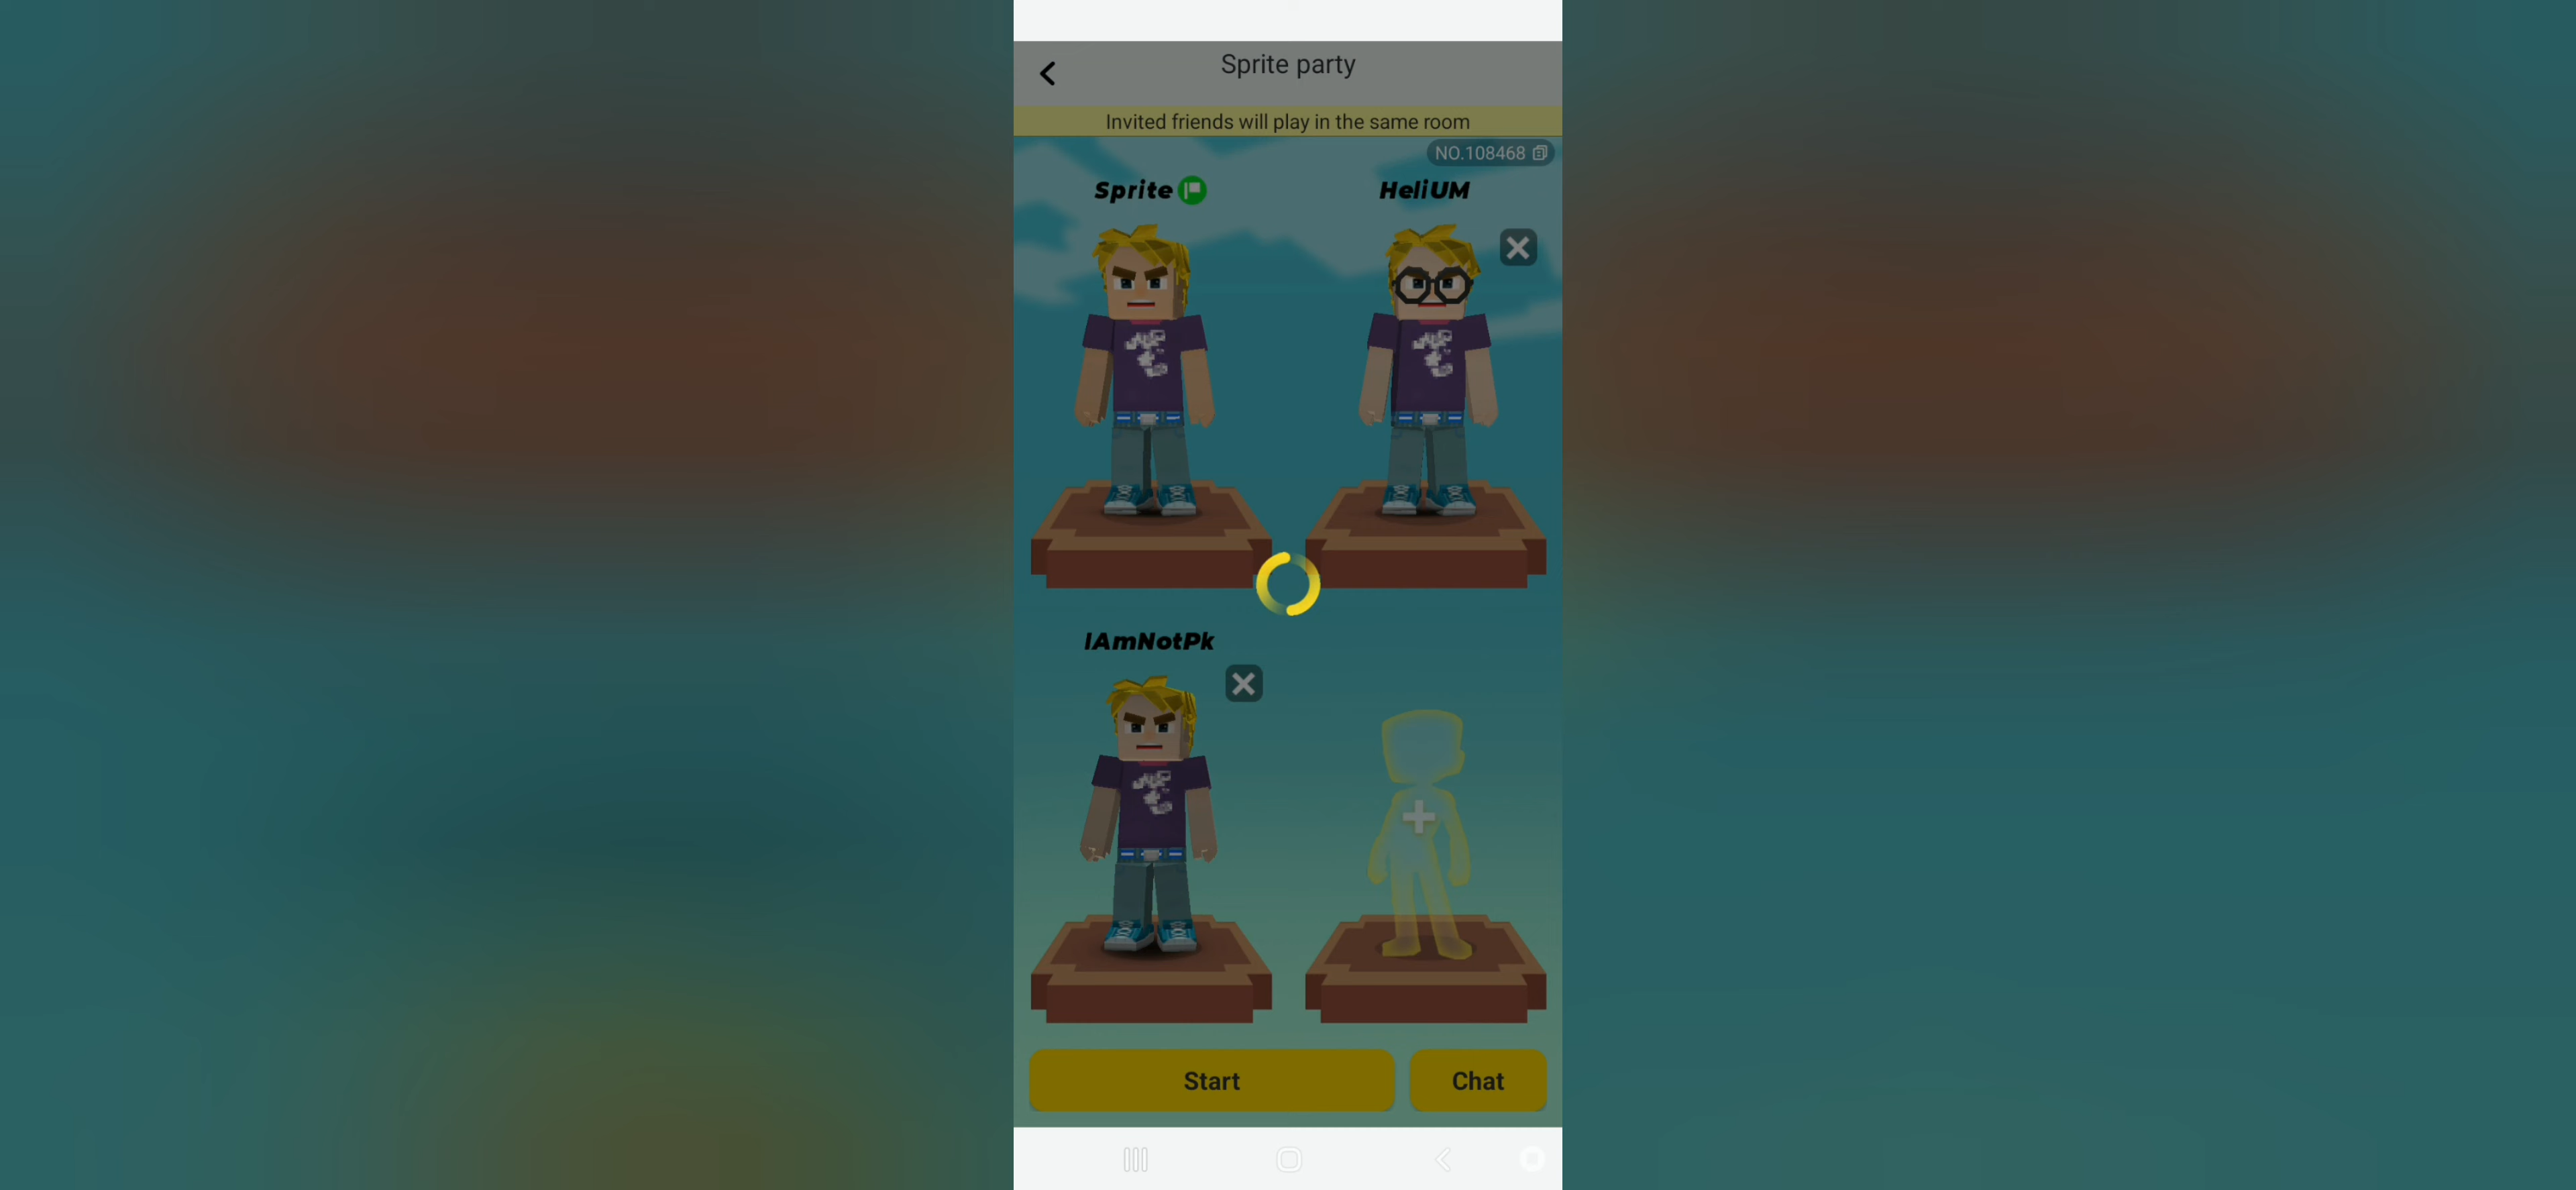 Sprite party
Invited friends will play in the same room
NO.108468
Sprite
HeliUM
IAmNotPk
Start
Chat